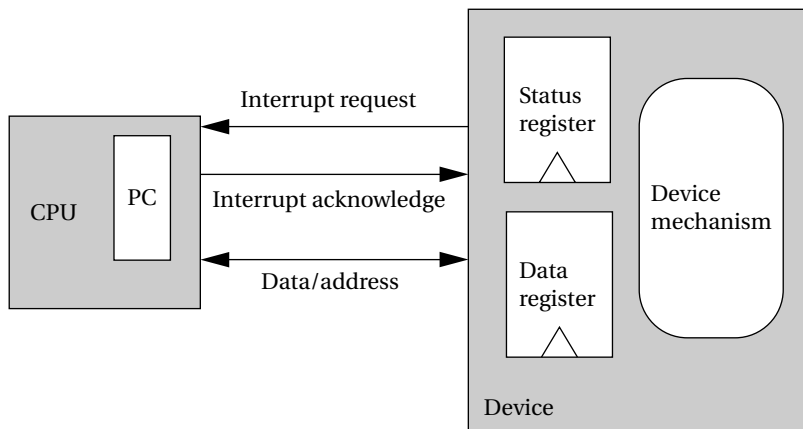 Interrupt request
CPU
PC
Interrupt acknowledge
Data/address
Status
register
Device
mechanism
Data
register
Device